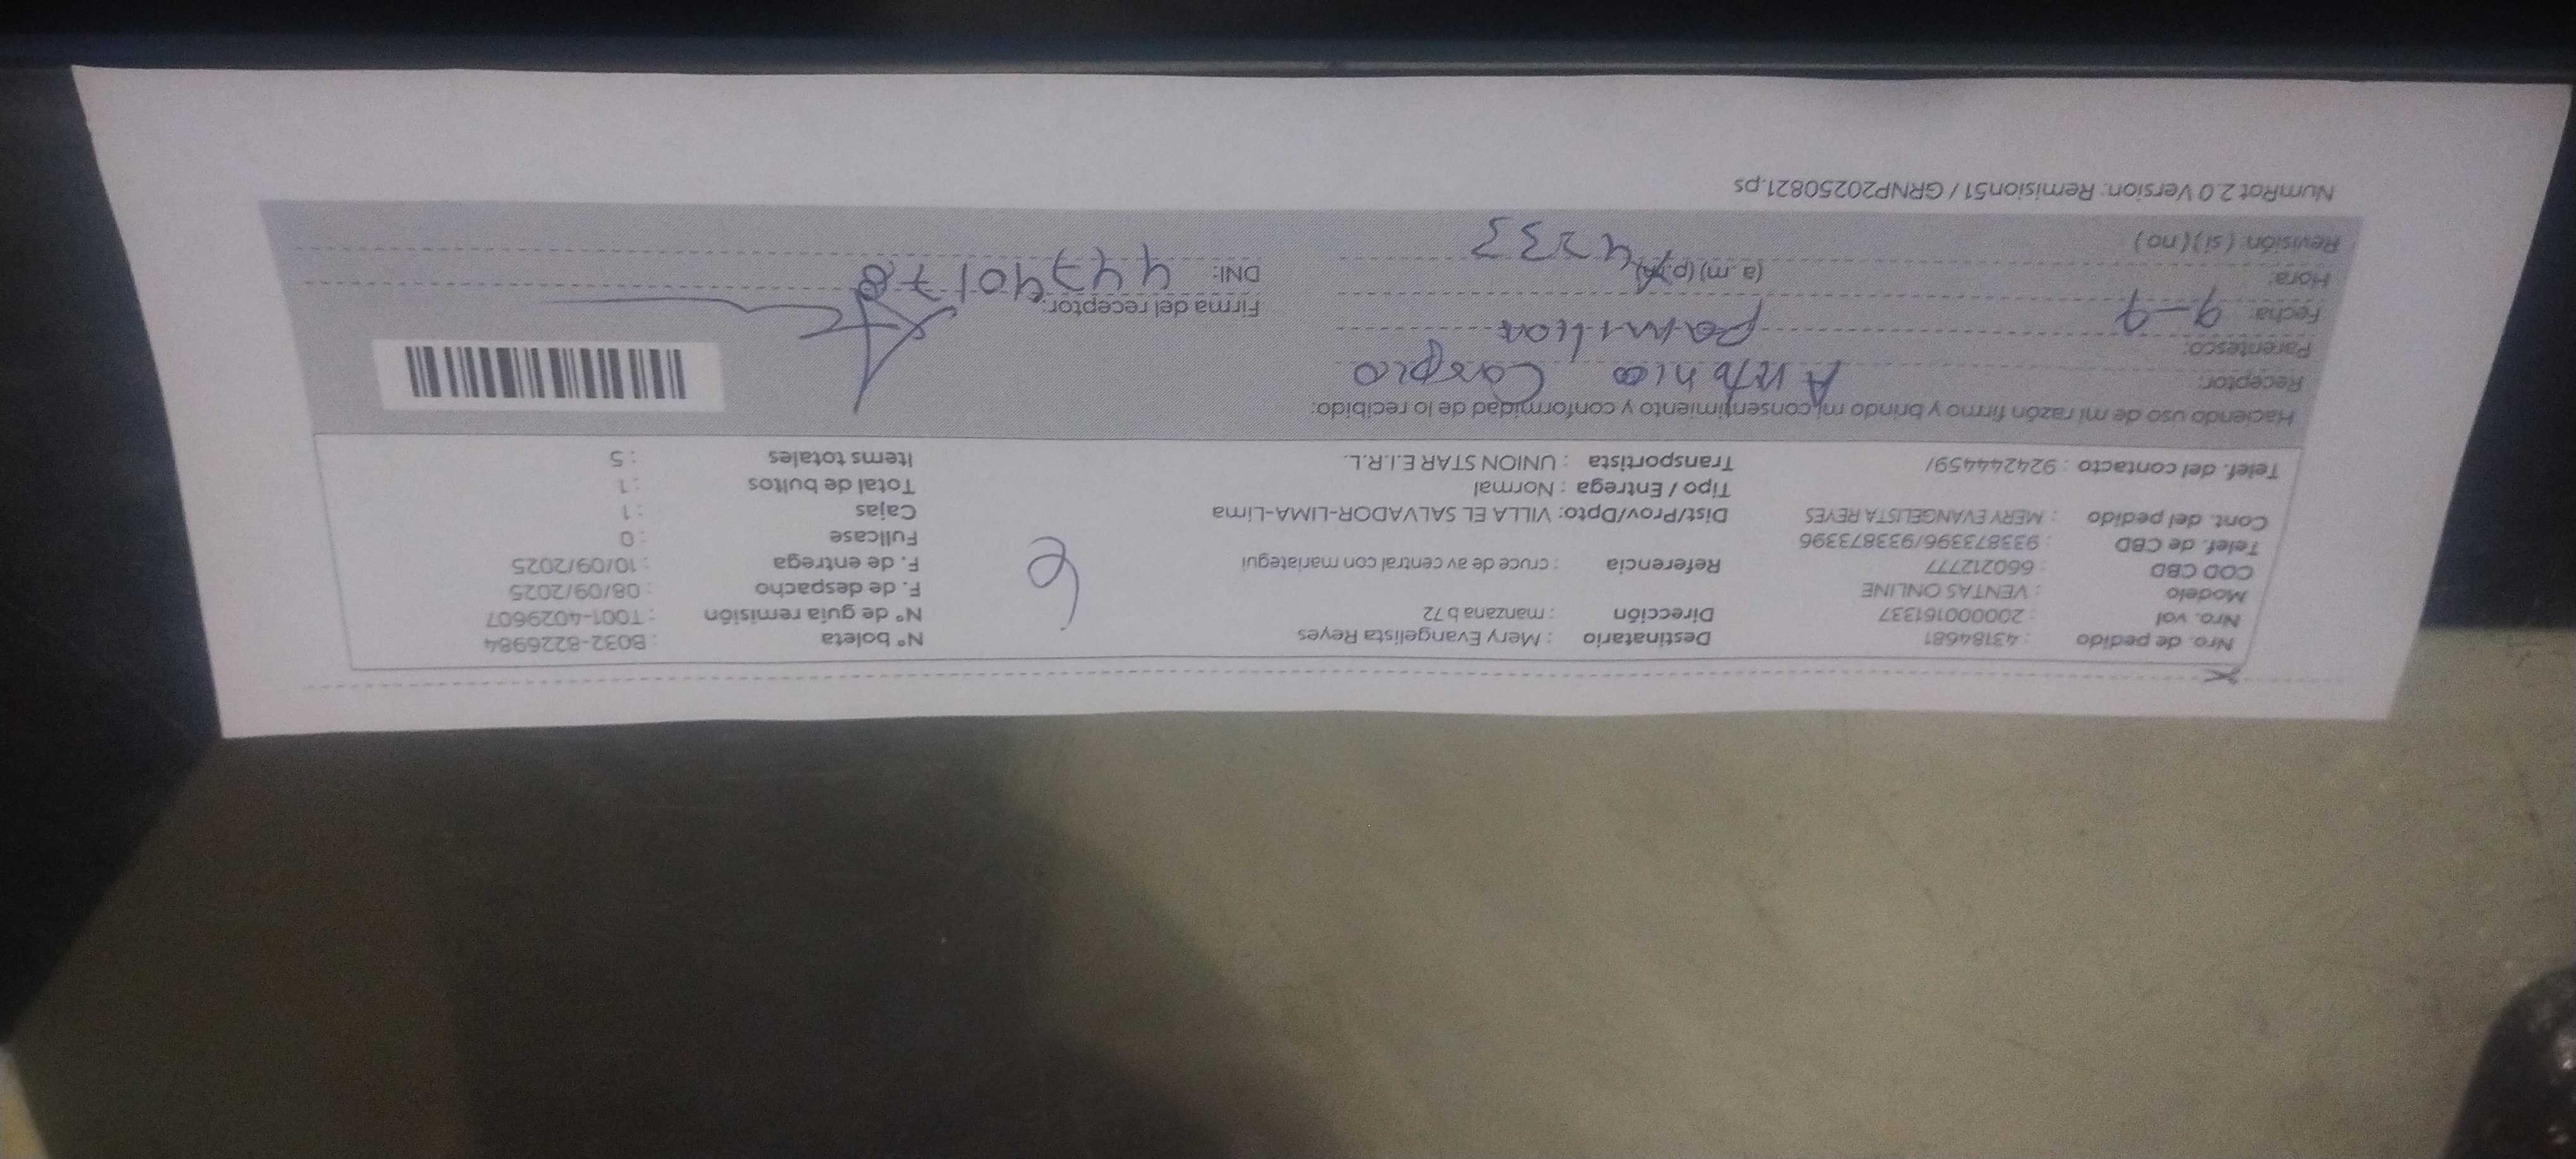 Nro. de pedido : 43184681 Destinatario : Mery Evangelista Reyes N° boleta : B032-8226984
Nro. vol : 200000161337 Dirección : manzana b 72 N° de guía remisión : T001-4029607
Modelo : VENTAS ONLINE F. de despacho : 08/09/2025
COD CBD : 660212777 Referencia : cruce de av central con mariategui F. de entrega : 10/09/2025
Telef. de CBD : 933873396/933873396 Fullcase : 0
Cont. del pedido : MERY EVANGELISTA REYES Dist/Prov/Dpto: VILLA EL SALVADOR-LIMA-Lima Cajas : 1
Tipo / Entrega : Normal Total de bultos : 1
Telef. del contacto : 924244459/ Transportista : UNION STAR E.I.R.L. Items totales : 5
6
Haciendo uso de mi razón firmo y brindo mi consentimiento y conformidad de lo recibido:
Receptor: Antonio
Parentesco:
Fecha: 9-9 Firma del receptor:
Hora: (a.m) (p.m) DNI: 44740178
Revisión: (si) (no)
NumRot 2.0 Version: Remision51 / GRNP20250821.ps